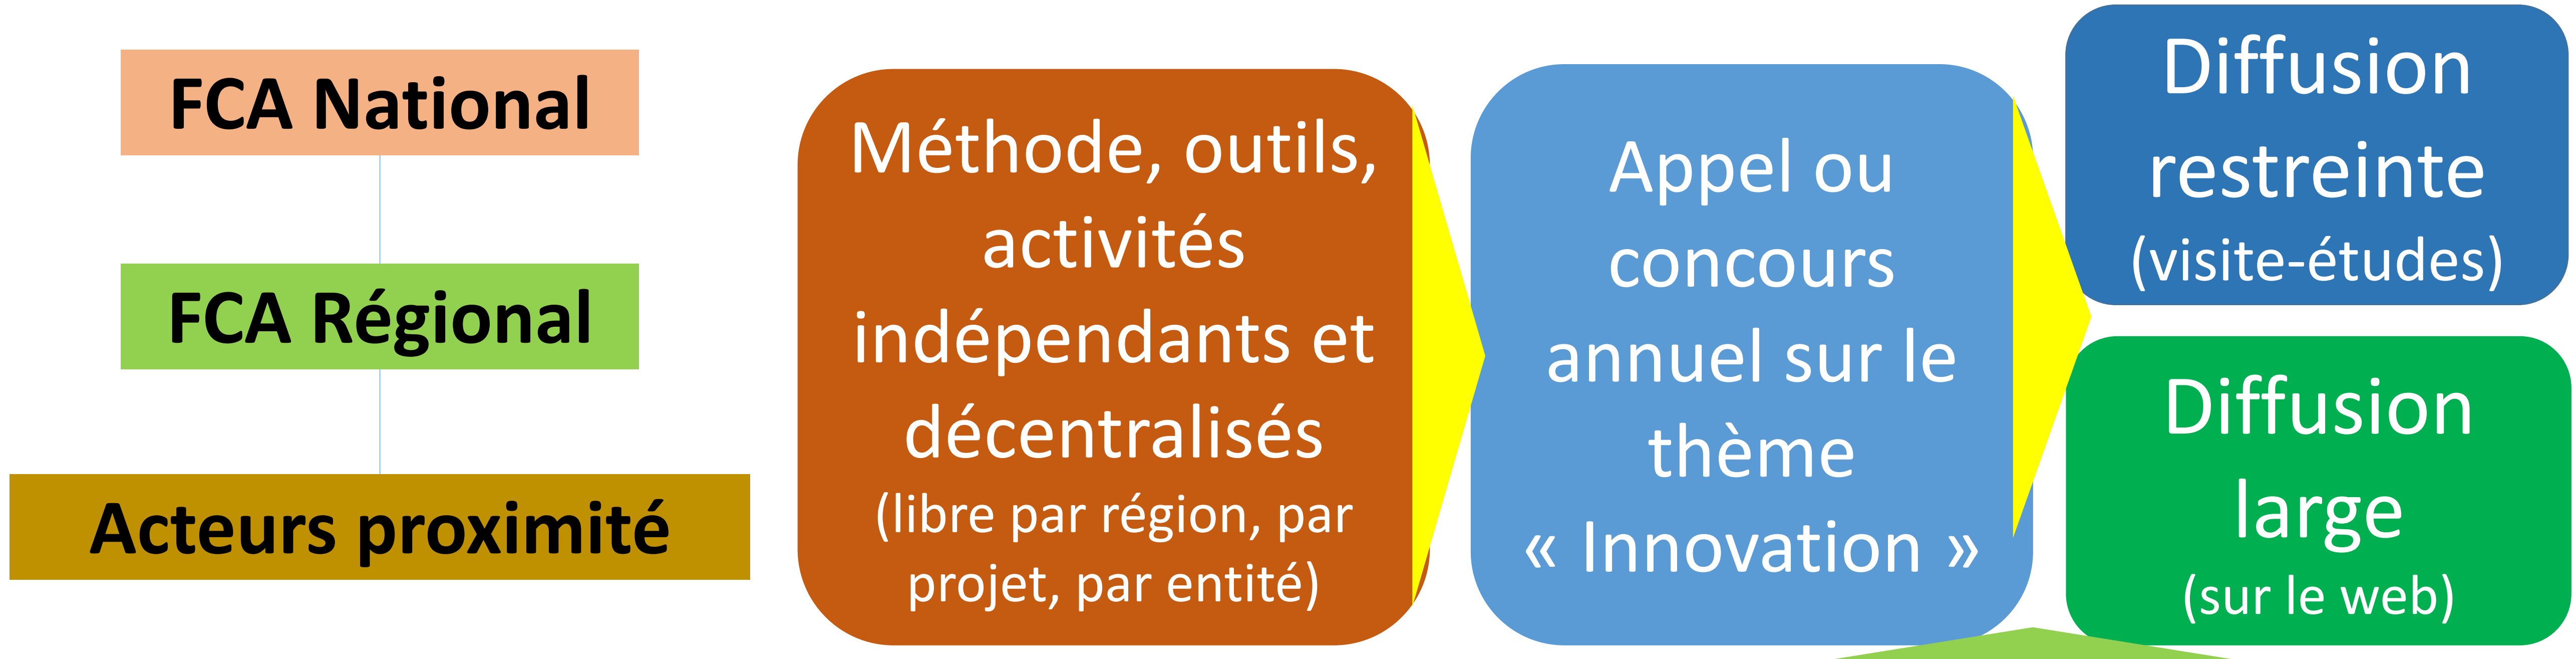 FCA National
FCA Régional
Acteurs proximité
Méthode, outils,
activités
indépendants et
décentralisés
(libre par région, par
projet, par entité)
Appel ou
concours
annuel sur le
thème
« Innovation »
Diffusion
restreinte
(visite-études)
Diffusion
large
(sur le web)